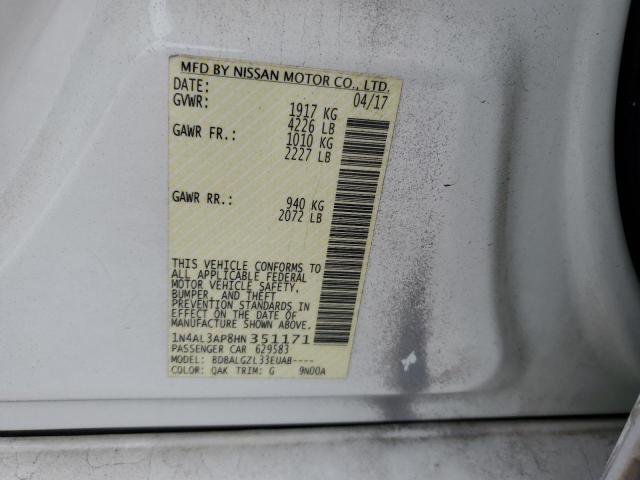 MFD BY NISSAN MOTOR CO., LTD.
DATE: 04/17
GVWR: 1917 KG
4226 LB
GAWR FR.: 1010 KG
2227 LB
GAWR RR.: 940 KG
2072 LB
THIS VEHICLE CONFORMS TO
ALL APPLICABLE FEDERAL
MOTOR VEHICLE SAFETY,
BUMPER, AND THEFT
PREVENTION STANDARDS IN
EFFECT ON THE DATE OF
MANUFACTURE SHOWN ABOVE.
1N4AL3AP8HN351171
PASSENGER CAR 629583
MODEL: BDBALGZL33EUAB----
COLOR: QAK TRIM: G 9N00A